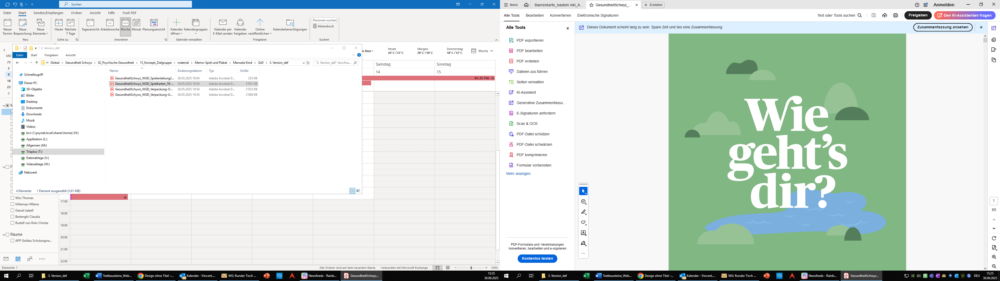 Suchen
Datei Start Senden/Empfangen Ordner Ansicht Hilfe Foxit PDF
Neuer Termin
Neue Besprechung
Neue Elemente
Heute
Nächste 7 Tage
Tagesansicht
Arbeitswoche
Woche
Monat
Planungsansicht
Kalender öffnen
Kalendergruppen
Kalender per E-Mail senden
Kalender freigeben
Online veröffentlichen
Kalenderberechtigungen
Personen suchen
Adressbuch
Neu
Gehe zu
Anordnen
Kalender verwalten
Freigeben
Suchen
3. Version_def
Datei Start Freigeben Ansicht
« Global > Gesundheit Schwyz > 02_Psychische Gesundheit > 15_Konzept_Zielgruppe > material > Memo-Spiel und Plakat > Manuela Kind > GzD > 3. Version_def
"3. Version_def" durchsu...
Name Änderungsdatum Typ Größe
GesundheitSchwyz_WGD_Spielanleitung2... 26.05.2025 19:54 Adobe Acrobat D... 253 KB
GesundheitSchwyz_WGD_Spielkarten_59-... 26.05.2025 19:54 Adobe Acrobat D... 5'951 KB
GesundheitSchywz_WGD_Verpackung-O... 26.05.2025 19:54 Adobe Acrobat D... 2'053 KB
GesundheitSchywz_WGD_Verpackung-U... 26.05.2025 19:54 Adobe Acrobat D... 2'088 KB
Schnellzugriff
Dieser PC
3D-Objekte
Bilder
Desktop
Dokumente
Downloads
Musik
Videos
brvi (\\psynet.local\shares\home) (H:)
Applikation (L:)
Allgemein (M:)
Triaplus (T:)
Datenablage (V:)
Videoablage (W:)
Netzwerk
4 Elemente 1 Element ausgewählt (5.81 MB)
MO
26
2
9
16
23
2
n Ame
Heute 26° C / 13° C
Morgen 20° C / 10° C
Donnerstag 18° C / 12° C
Woche
Samstag Sonntag
14 15
Bis 20. Feb
Wirz Thomas
Uhlemayr Milena
Gassel Isabell
Bertenghi Claudia
Rudolf von Rohr Christa
Räume
APP Goldau Schulungsra...
17:00
18:00
19:00
20:00
21:00
22:00
Elemente: 7
Alle Ordner sind auf dem neuesten Stand. Verbunden mit Microsoft Exchange
100%
3. Version_def
Textbausteine_Web...
Design ohne Titel –...
Kalender - Vincent....
WG: Runder Tisch ...
Newsfeeds - Rainb...
GesundheitSchwyz...
15:25
30.09.2025
Menü
Baerenkarte_basteln inkl_A...
GesundheitSchwyz_...
Erstellen
Anmelden
Alle Tools Bearbeiten Konvertieren Elektronische Signaturen
Text oder Tools suchen
Freigeben
Den KI-Assistenten fragen
Alle Tools
Dieses Dokument scheint lang zu sein. Spare Zeit und lies eine Zusammenfassung.
Zusammenfassung ansehen
PDF exportieren
PDF bearbeiten
PDF erstellen
Dateien zus.führen
Seiten verwalten
KI-Assistent
Generative Zusammenfassu...
E-Signaturen anfordern
Scan & OCR
PDF-Datei schützen
PDF-Datei schwärzen
PDF komprimieren
Formular vorbereiten
Mehr anzeigen
PDF-Formulare und -Vereinbarungen
konvertieren, bearbeiten und e-signieren
Kostenlos testen
Wie
geht's
dir?
1
65
3. Version_def
Textbausteine_Web...
Design ohne Titel –...
Kalender - Vincent....
WG: Runder Tisch ...
Newsfeeds - Rainb...
GesundheitSchwyz...
DEU
15:25
30.09.2025